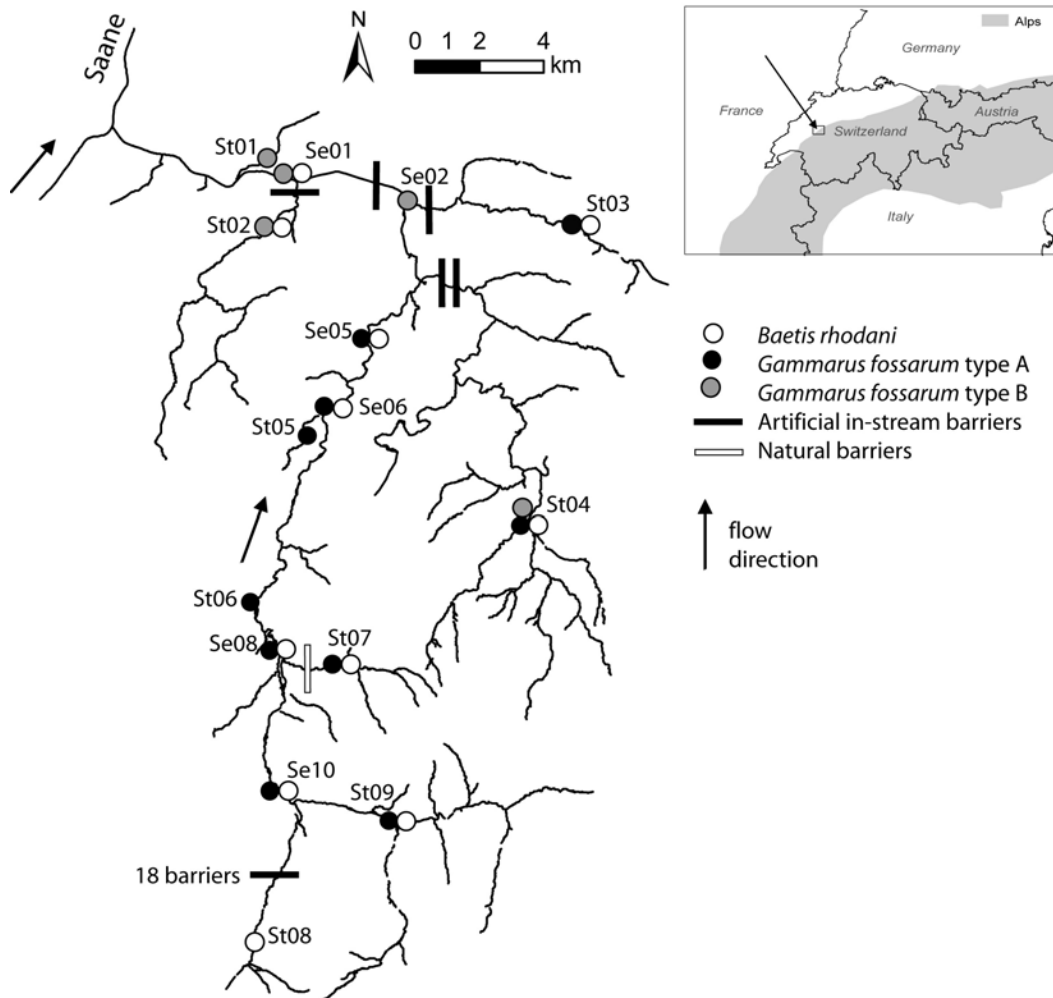 Saane
N
0 1 2 4
km
St01
Se01
Se02
St02
St03
Se05
Se06
St05
St04
St06
Se08
St07
Se10
St09
18 barriers
St08
Alps
Germany
France
Switzerland
Austria
Italy
Baetis rhodani
Gammarus fossarum type A
Gammarus fossarum type B
Artificial in-stream barriers
Natural barriers
flow
direction